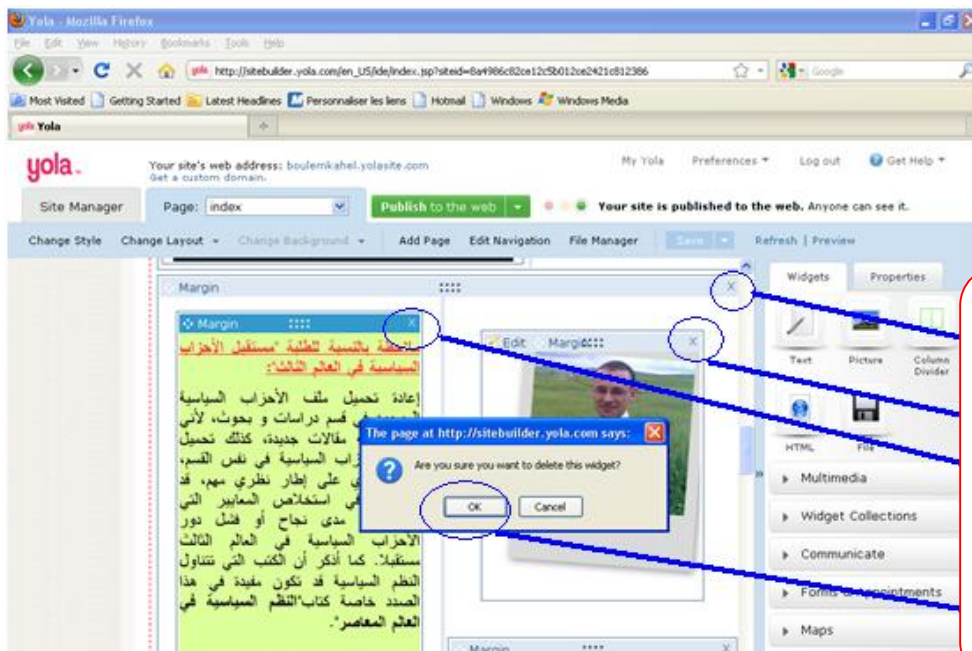 Yola - Mozilla Firefox
File Edit View History Bookmarks Tools Help
http://sitebuilder.yola.com/en_US/ide/index.jsp?siteid=8a4986c82ce12c5b012ce2421c812386
Google
Most Visited Getting Started Latest Headlines Personnaliser les liens Hotmail Windows Windows Media
Yola
yola
Your site's web address: boulemkahel.yolasite.com
Get a custom domain.
My Yola Preferences Log out Get Help
Site Manager Page: index Publish to the web Your site is published to the web. Anyone can see it.
Change Style Change Layout Change Background Add Page Edit Navigation File Manager Save Refresh | Preview
Margin X
Widgets Properties
Margin X
Edit Margin X
Text Picture Column Divider
HTML File
ملاحظة بالنسبة للطلبة "مستقبل الأحزاب
السياسية في العالم الثالث":
إعادة تحميل ملف الأحزاب السياسية
في قسم دراسات و بحوث، لأني
مقالات جديدة، كذلك تحميل
السياسية في نفس القسم،
على إطار نظري مهم، قد
في استخلاص المعايير التي
مدى نجاح أو فشل دور
الأحزاب السياسية في العالم الثالث
مستقبلا. كما أذكر أن الكتب التي تتناول
النظم السياسية قد تكون مفيدة في هذا
الصدد خاصة كتاب"النظم السياسية في
العالم المعاصر".
The page at http://sitebuilder.yola.com says:
Are you sure you want to delete this widget?
OK Cancel
Multimedia
Widget Collections
Communicate
Forms & Appointments
Maps
Margin X